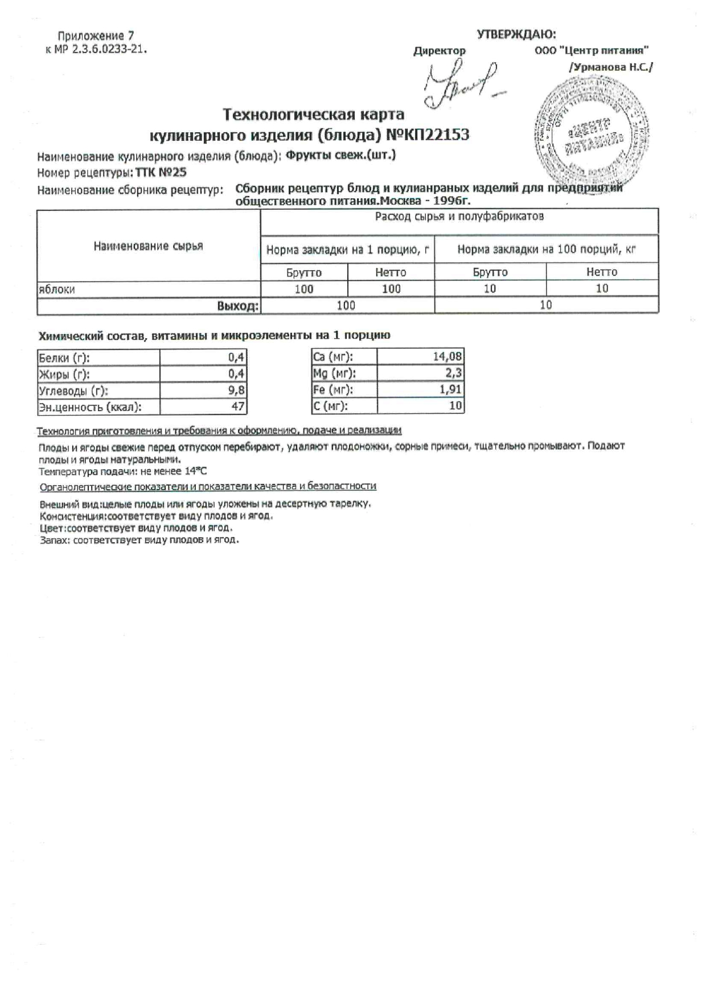 Приложение 7
к МР 2.3.6.0233-21.
УТВЕРЖДАЮ:
Директор ООО "Центр питания"
/Урманова Н.С./
«ЦЕНТР
ПИТАНИЯ»
Технологическая карта
кулинарного изделия (блюда) №КП22153
Наименование кулинарного изделия (блюда): Фрукты свеж.(шт.)
Номер рецептуры: ТТК №25
Наименование сборника рецептур: Сборник рецептур блюд и кулианраных изделий для предприятий
общественного питания.Москва - 1996г.
Наименование сырья
Расход сырья и полуфабрикатов
Норма закладки на 1 порцию, г Норма закладки на 100 порций, кг
Брутто Нетто Брутто Нетто
яблоки 100 100 10 10
Выход: 100 10
Химический состав, витамины и микроэлементы на 1 порцию
Белки (г): 0,4 Ca (мг): 14,08
Жиры (г): 0,4 Mg (мг): 2,3
Углеводы (г): 9,8 Fe (мг): 1,91
Эн.ценность (ккал): 47 C (мг): 10
Технология приготовления и требования к оформлению, подаче и реализации
Плоды и ягоды свежие перед отпуском перебирают, удаляют плодоножки, сорные примеси, тщательно промывают. Подают
плоды и ягоды натуральными.
Температура подачи: не менее 14*С
Органолептические показатели и показатели качества и безопастности
Внешний вид:целые плоды или ягоды уложены на десертную тарелку.
Консистенция:соответствует виду плодов и ягод.
Цвет:соответствует виду плодов и ягод.
Запах: соответствует виду плодов и ягод.